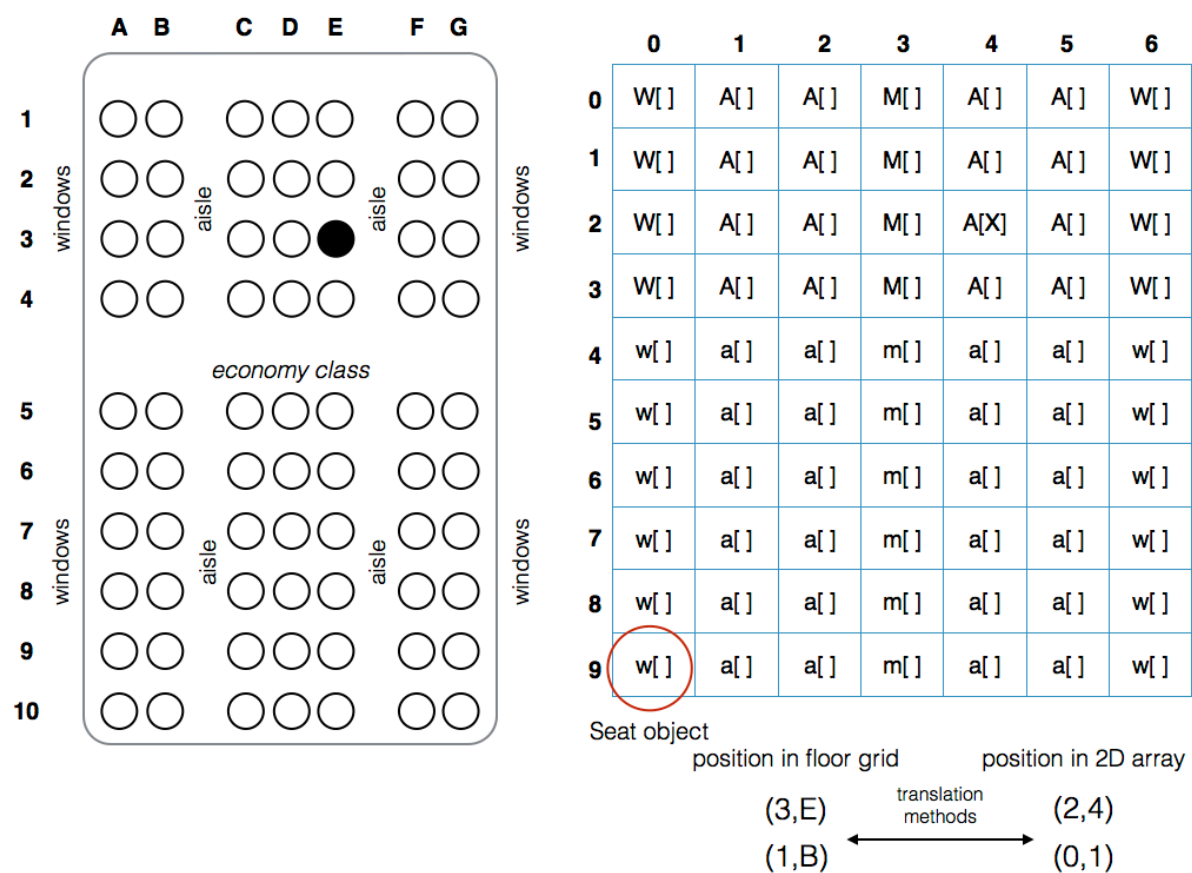 A B C D E F G
1
2
3
4
windows
aisle
aisle
windows
economy class
5
6
7
8
9
10
windows
aisle
aisle
windows
0 1 2 3 4 5 6
0 W[ ] A[ ] A[ ] M[ ] A[ ] A[ ] W[ ]
1 W[ ] A[ ] A[ ] M[ ] A[ ] A[ ] W[ ]
2 W[ ] A[ ] A[ ] M[ ] A[X] A[ ] W[ ]
3 W[ ] A[ ] A[ ] M[ ] A[ ] A[ ] W[ ]
4 w[ ] a[ ] a[ ] m[ ] a[ ] a[ ] w[ ]
5 w[ ] a[ ] a[ ] m[ ] a[ ] a[ ] w[ ]
6 w[ ] a[ ] a[ ] m[ ] a[ ] a[ ] w[ ]
7 w[ ] a[ ] a[ ] m[ ] a[ ] a[ ] w[ ]
8 w[ ] a[ ] a[ ] m[ ] a[ ] a[ ] w[ ]
9 w[ ] a[ ] a[ ] m[ ] a[ ] a[ ] w[ ]
Seat object
position in floor grid position in 2D array
translation
methods
(3,E) (2,4)
(1,B) (0,1)